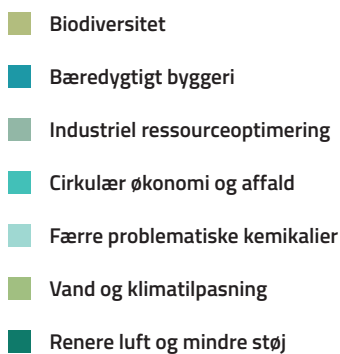 Biodiversitet
Bæredygtigt byggeri
Industriel ressourceoptimering
Cirkulær økonomi og affald
Færre problematiske kemikalier
Vand og klimatilpasning
Renere luft og mindre støj